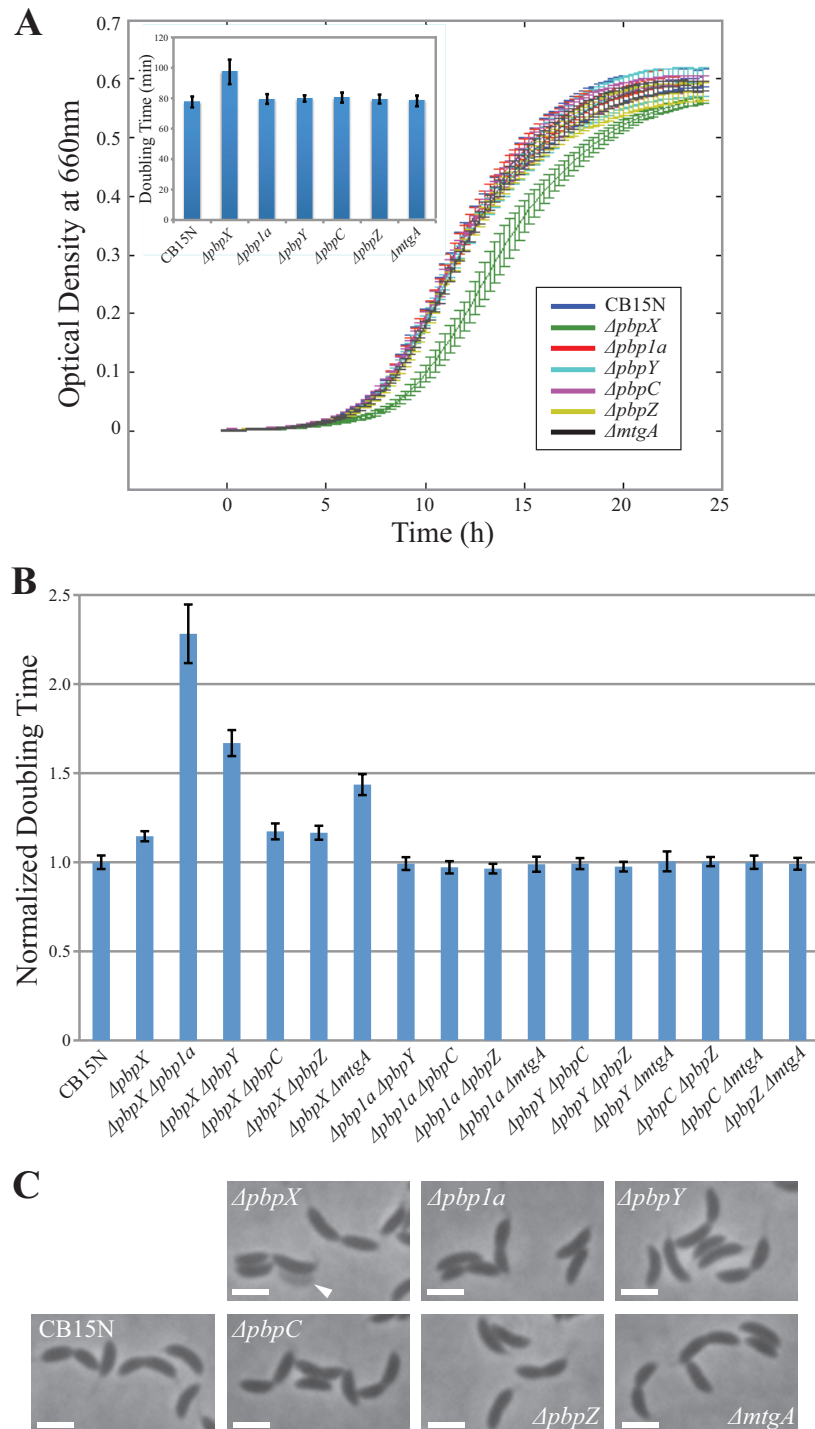 A
Optical Density at 660nm
0.7
0.6
0.5
0.4
0.3
0.2
0.1
0
0
5
10
15
20
25
Time (h)
Doubling Time (min)
140
120
100
80
60
40
20
0
CB15N
ΔpbpX
Δpbp1a
ΔpbpY
ΔpbpC
ΔpbpZ
ΔmtgA
CB15N
ΔpbpX
Δpbp1a
ΔpbpY
ΔpbpC
ΔpbpZ
ΔmtgA
B
Normalized Doubling Time
2.5
2.0
1.5
1.0
0.5
0
CB15N
ΔpbpX
ΔpbpX Δpbp1a
ΔpbpX ΔpbpY
ΔpbpX ΔpbpC
ΔpbpX ΔpbpZ
ΔpbpX ΔmtgA
Δpbp1a ΔpbpY
Δpbp1a ΔpbpC
Δpbp1a ΔpbpZ
Δpbp1a ΔmtgA
ΔpbpY ΔpbpC
ΔpbpY ΔpbpZ
ΔpbpY ΔmtgA
ΔpbpC ΔpbpZ
ΔpbpC ΔmtgA
ΔpbpZ ΔmtgA
C
ΔpbpX
Δpbp1a
ΔpbpY
CB15N
ΔpbpC
ΔpbpZ
ΔmtgA